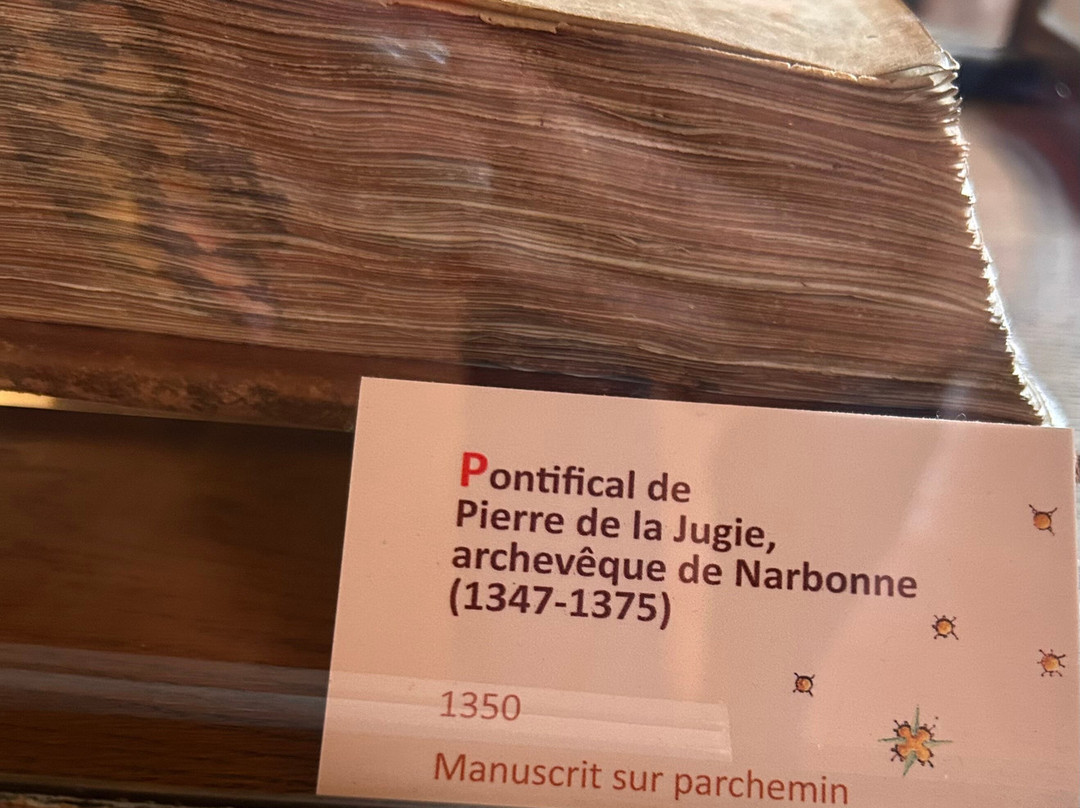 Pontifical de
Pierre de la Jugie,
archevêque de Narbonne
(1347-1375)
1350
Manuscrit sur parchemin